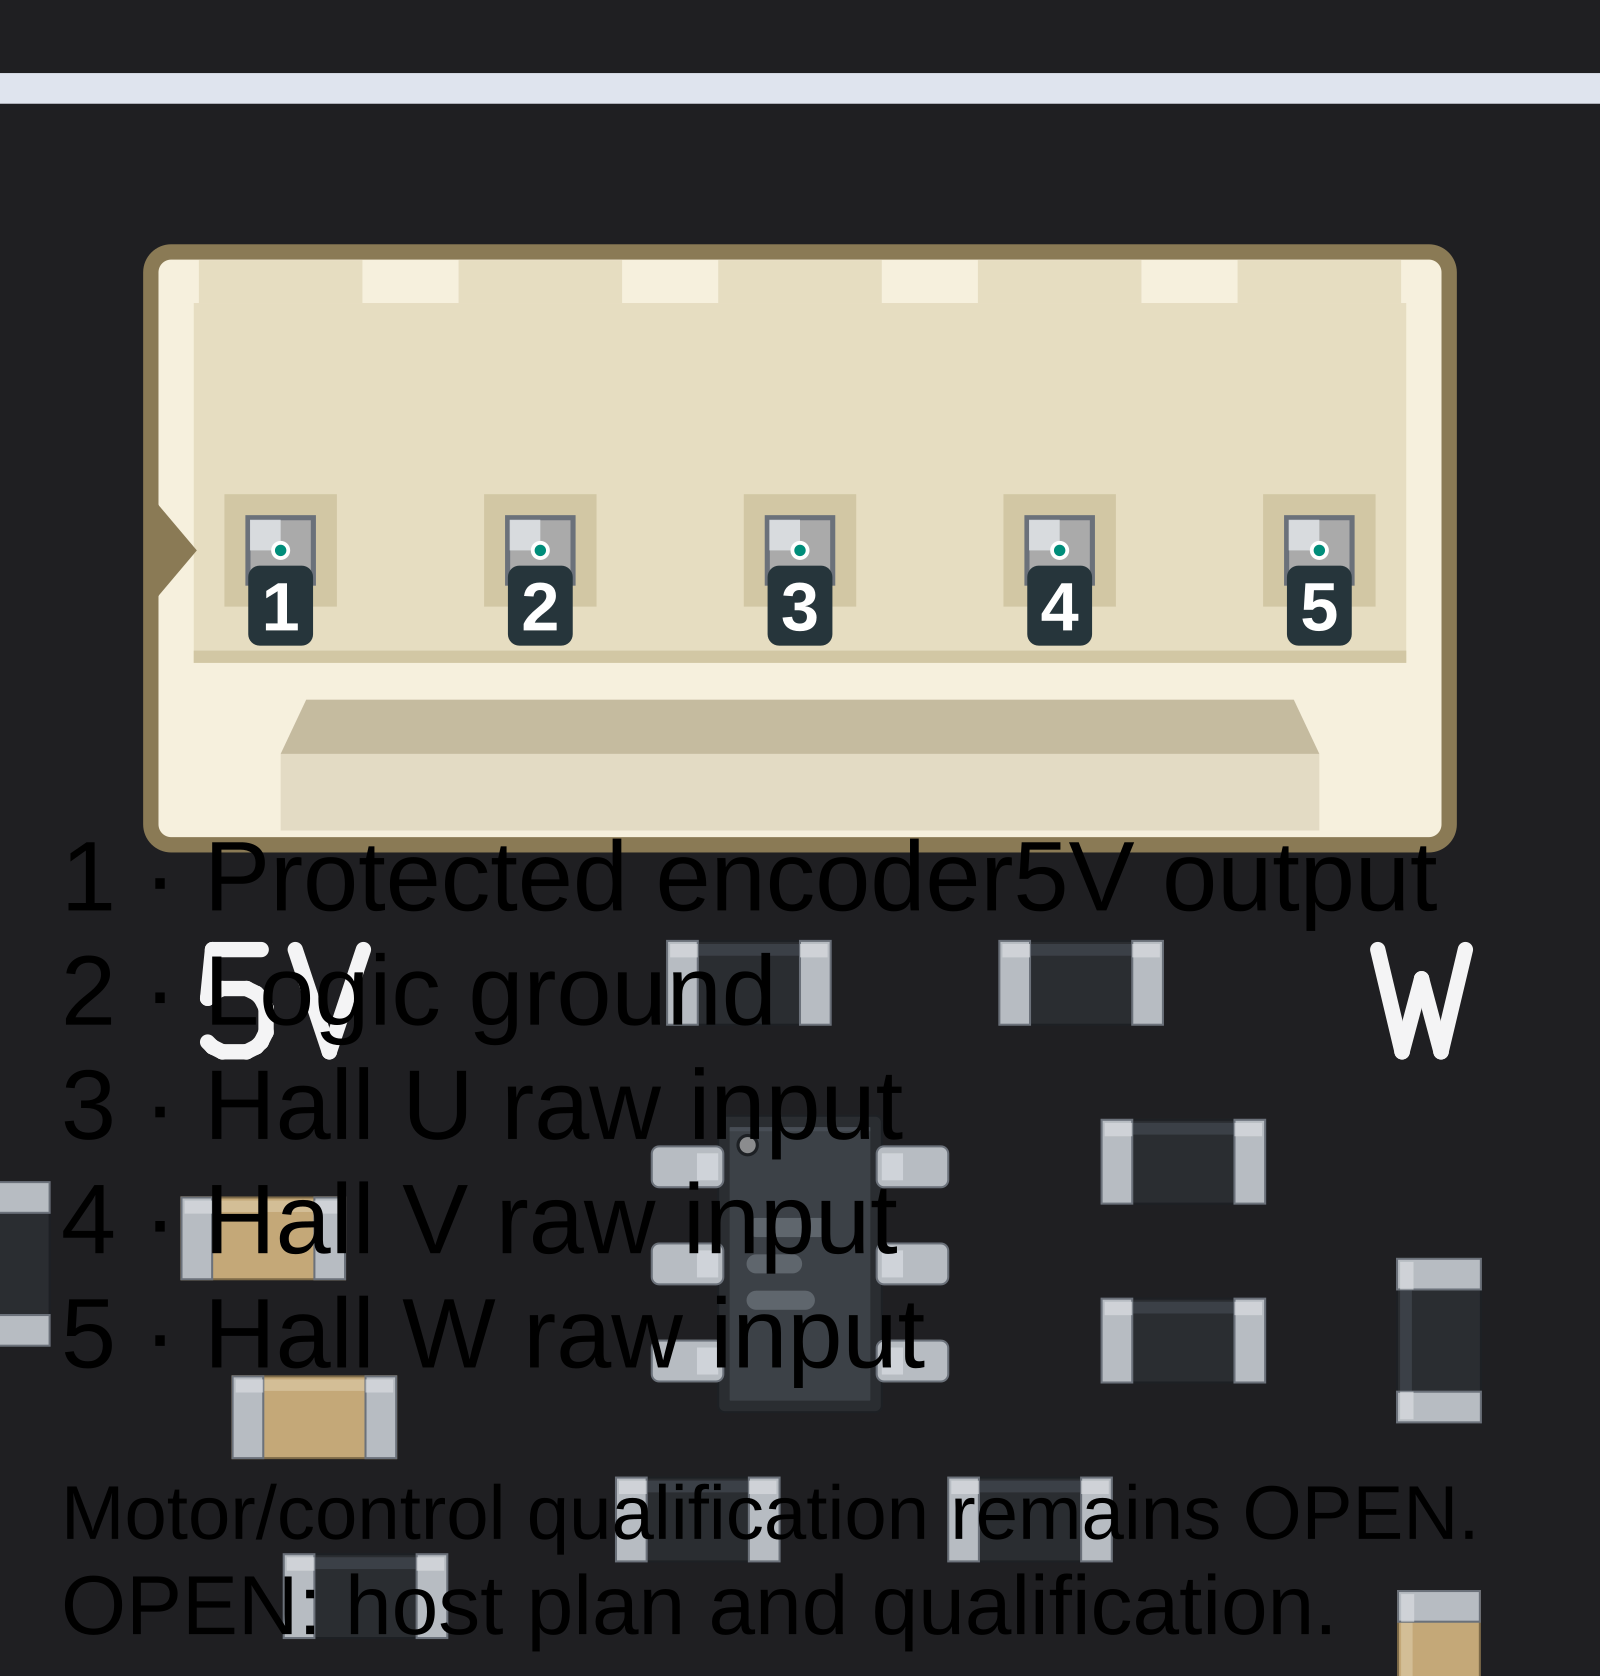 1 2 3 4 5
1 · Protected encoder5V output
5V W
2 · Logic ground
3 · Hall U raw input
4 · Hall V raw input
5 · Hall W raw input
Motor/control qualification remains OPEN.
OPEN: host plan and qualification.